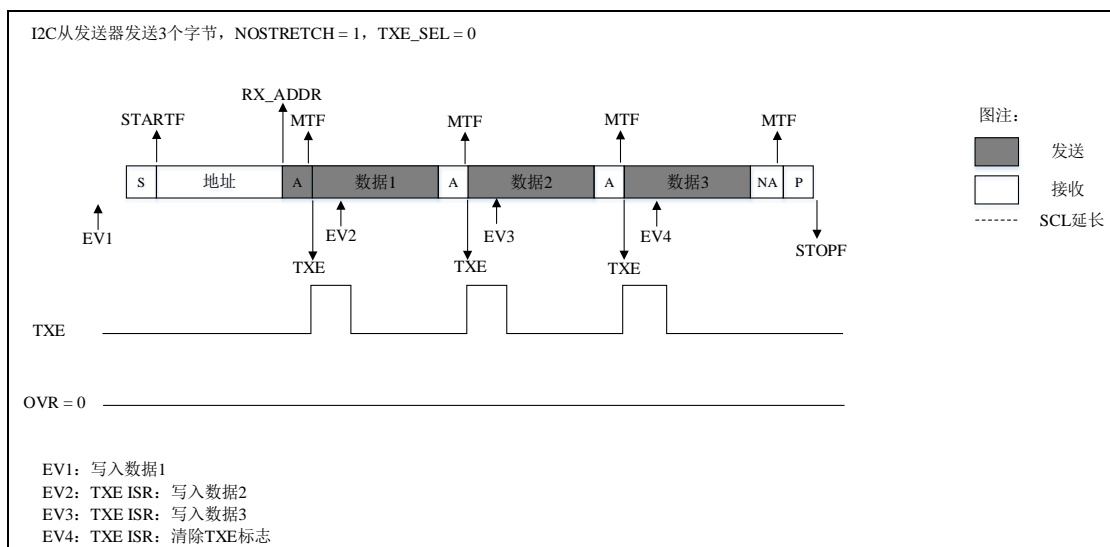 I2C从发送器发送3个字节，NOSTRETCH = 1，TXE_SEL = 0
RX_ADDR
STARTF MTF MTF MTF MTF
图注：
S 地址 A 数据1 A 数据2 A 数据3 NA P
发送
接收
SCL延长
EV1 EV2 EV3 EV4 STOPF
TXE TXE TXE
TXE
OVR = 0
EV1：写入数据1
EV2：TXE ISR：写入数据2
EV3：TXE ISR：写入数据3
EV4：TXE ISR：清除TXE标志